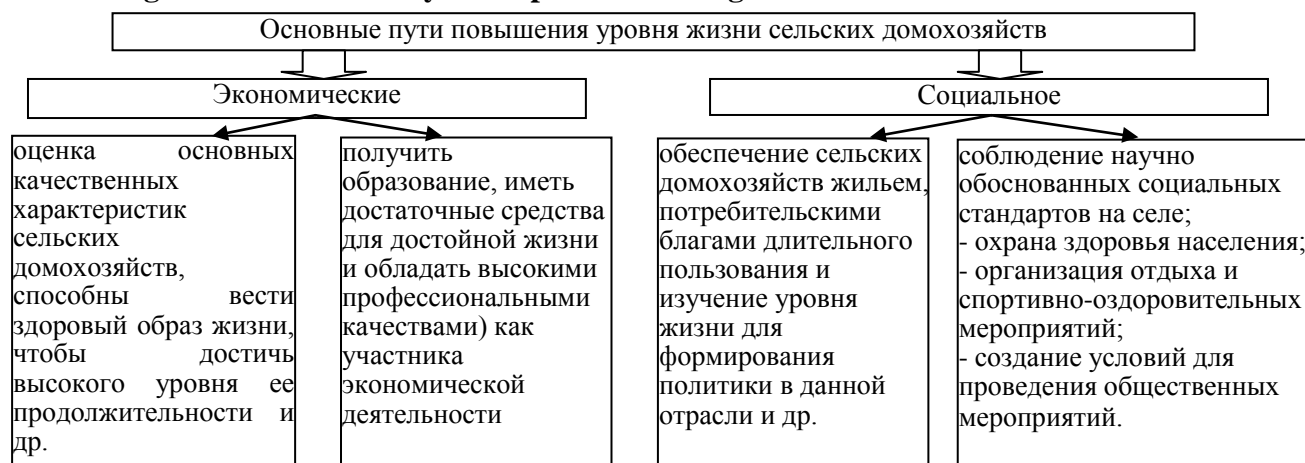 Основные пути повышения уровня жизни сельских домохозяйств
Экономические
Социальное
оценка основных
качественных
характеристик
сельских
домохозяйств,
способны вести
здоровый образ жизни,
чтобы достичь
высокого уровня ее
продолжительности и
др.
получить
образование, иметь
достаточные средства
для достойной жизни
и обладать высокими
профессиональными
качествами) как
участника
экономической
деятельности
обеспечение сельских
домохозяйств жильем,
потребительскими
благами длительного
пользования и
изучение уровня
жизни для
формирования
политики в данной
отрасли и др.
соблюдение научно
обоснованных социальных
стандартов на селе;
- охрана здоровья населения;
- организация отдыха и
спортивно-оздоровительных
мероприятий;
- создание условий для
проведения общественных
мероприятий.